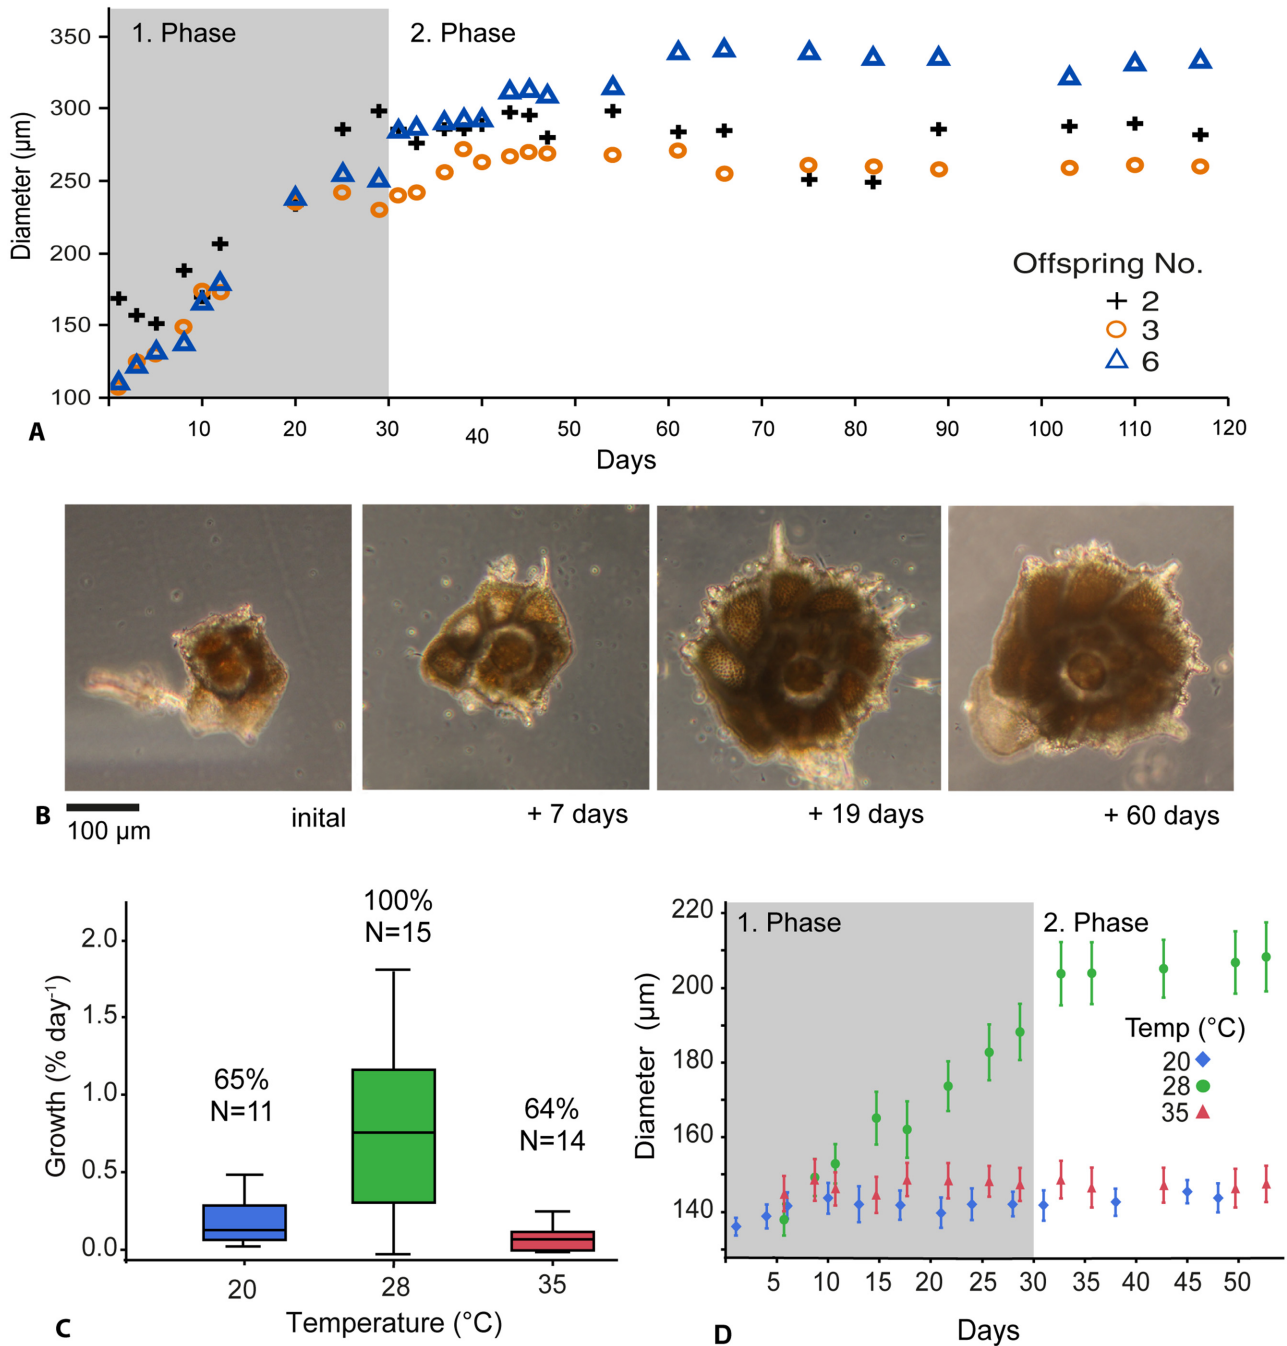 1. Phase
2. Phase
350
300
250
200
150
100
Diameter (µm)
Offspring No.
2
3
6
10
20
30
40
50
60
70
80
90
100
110
120
Days
A
B
100 µm
inital
+ 7 days
+ 19 days
+ 60 days
2.0
1.5
1.0
0.5
0.0
Growth (% day⁻¹)
65%
N=11
100%
N=15
64%
N=14
20
28
35
Temperature (°C)
C
1. Phase
2. Phase
220
200
180
160
140
Diameter (µm)
Temp (°C)
20
28
35
5
10
15
20
25
30
35
40
45
50
Days
D